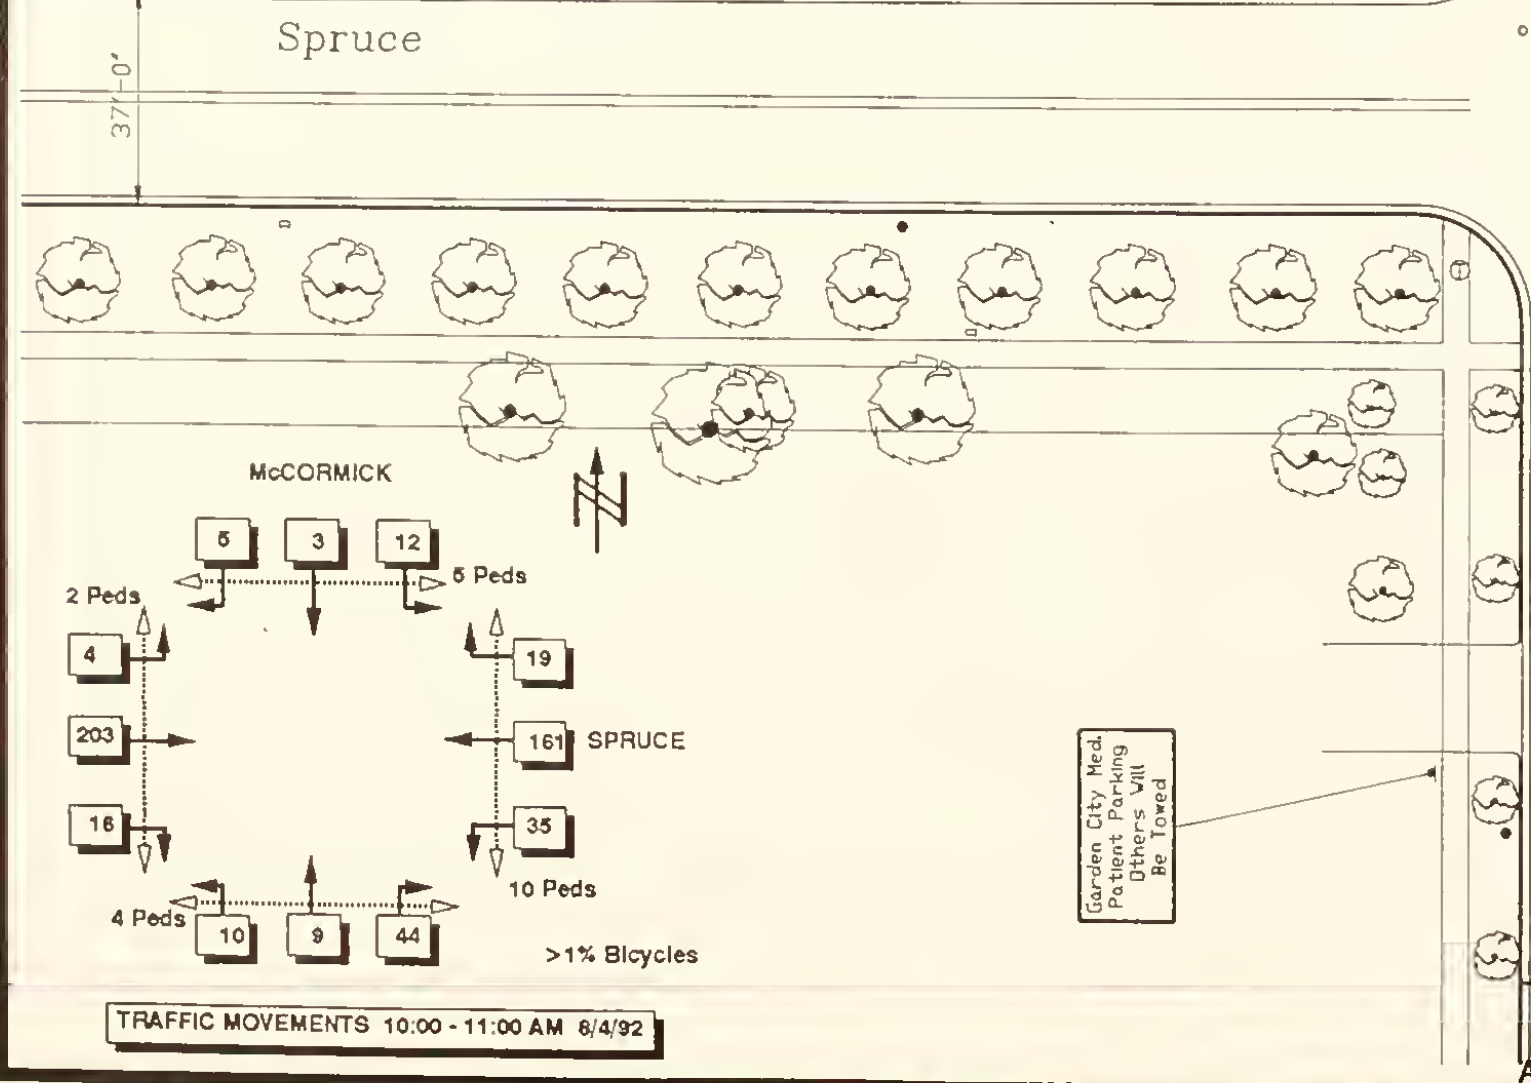 Spruce
37'-0"
McCORMICK
N
5 3 12
5 Peds
2 Peds
4
19
203
161 SPRUCE
16
35
10 Peds
4 Peds
10 9 44
>1% Bicycles
Garden City Med.
Patient Parking
Others Will
Be Towed
TRAFFIC MOVEMENTS 10:00 - 11:00 AM 8/4/92